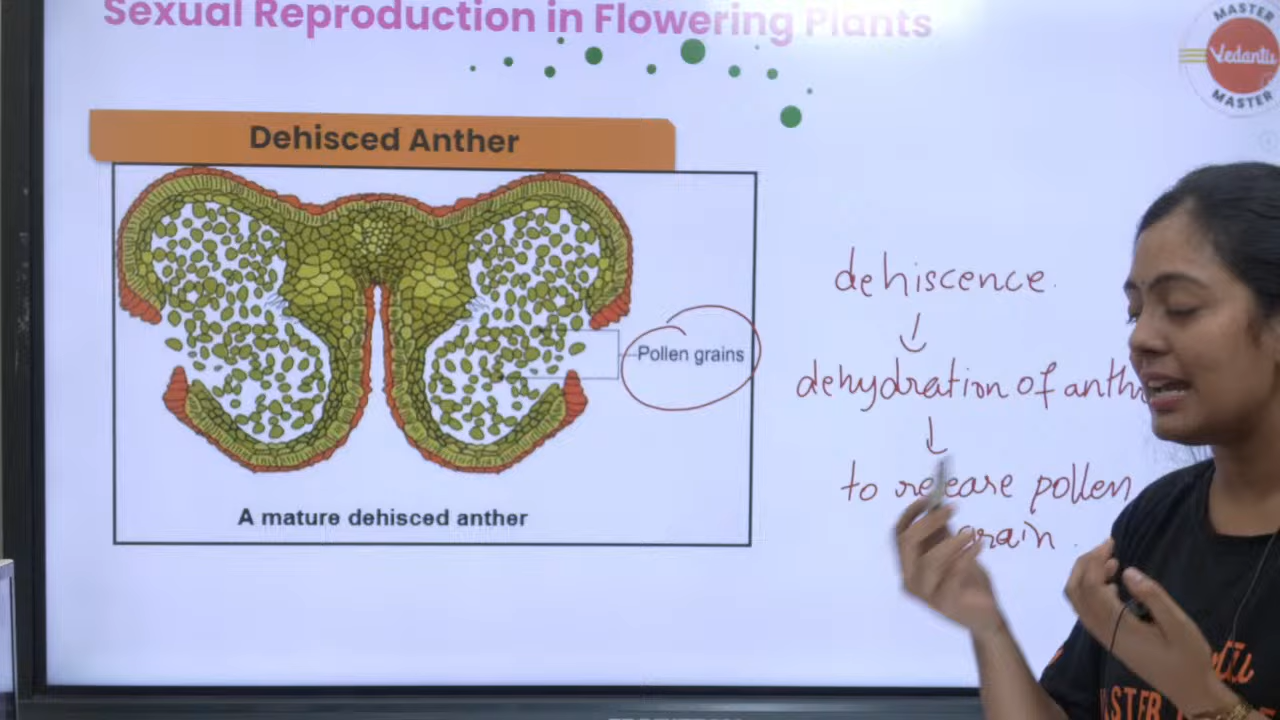 Sexual Reproduction in Flowering Plants
MASTER
Vedantu
MASTER
Dehisced Anther
dehiscence.
Pollen grains
dehydration of
to release pollen
grain.
A mature dehisced anther